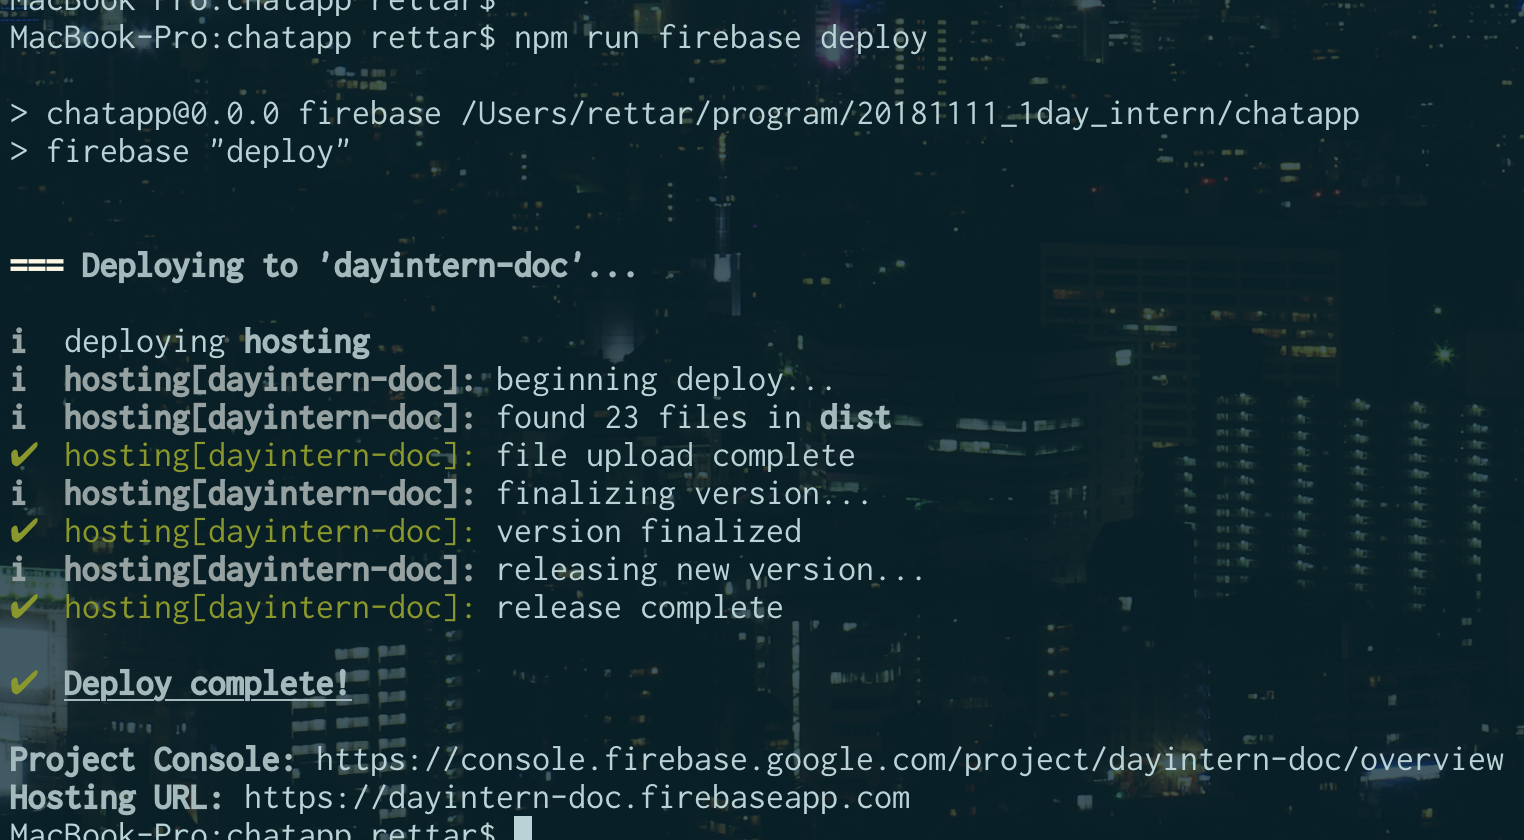 MacBook-Pro:chatapp rettar$
MacBook-Pro:chatapp rettar$ npm run firebase deploy
> chatapp@0.0.0 firebase /Users/rettar/program/20181111_1day_intern/chatapp
> firebase "deploy"
=== Deploying to 'dayintern-doc'...
i  deploying hosting
i  hosting[dayintern-doc]: beginning deploy...
i  hosting[dayintern-doc]: found 23 files in dist
✔  hosting[dayintern-doc]: file upload complete
i  hosting[dayintern-doc]: finalizing version...
✔  hosting[dayintern-doc]: version finalized
i  hosting[dayintern-doc]: releasing new version...
✔  hosting[dayintern-doc]: release complete
✔  Deploy complete!
Project Console: https://console.firebase.google.com/project/dayintern-doc/overview
Hosting URL: https://dayintern-doc.firebaseapp.com
MacBook-Pro:chatapp rettar$